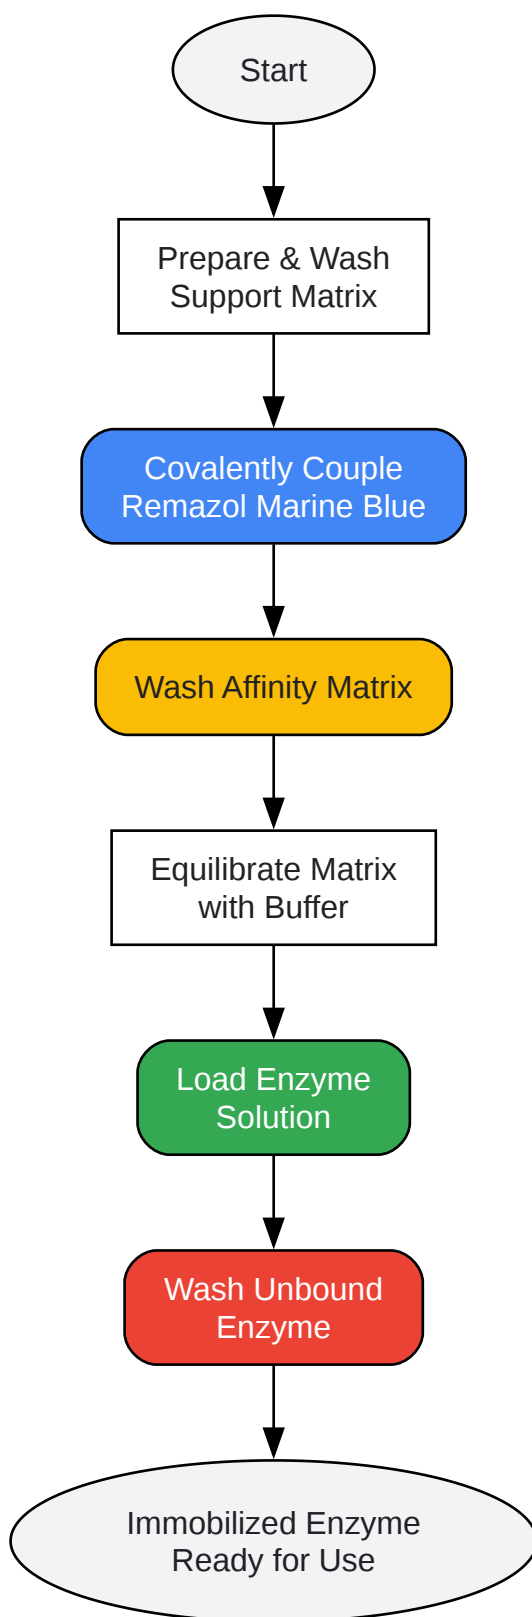 Start
Prepare & Wash
Support Matrix
Covalently Couple
Remazol Marine Blue
Wash Affinity Matrix
Equilibrate Matrix
with Buffer
Load Enzyme
Solution
Wash Unbound
Enzyme
Immobilized Enzyme
Ready for Use